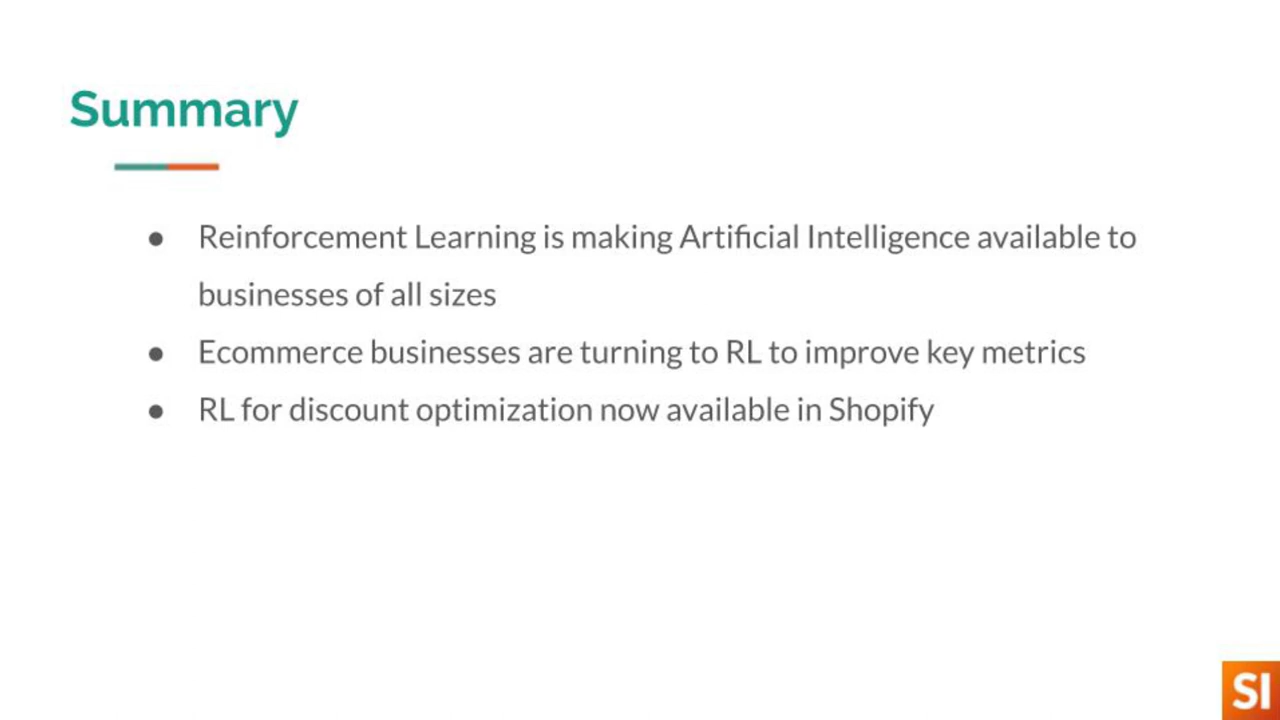 Summary
● Reinforcement Learning is making Artificial Intelligence available to
businesses of all sizes
● Ecommerce businesses are turning to RL to improve key metrics
● RL for discount optimization now available in Shopify
SI